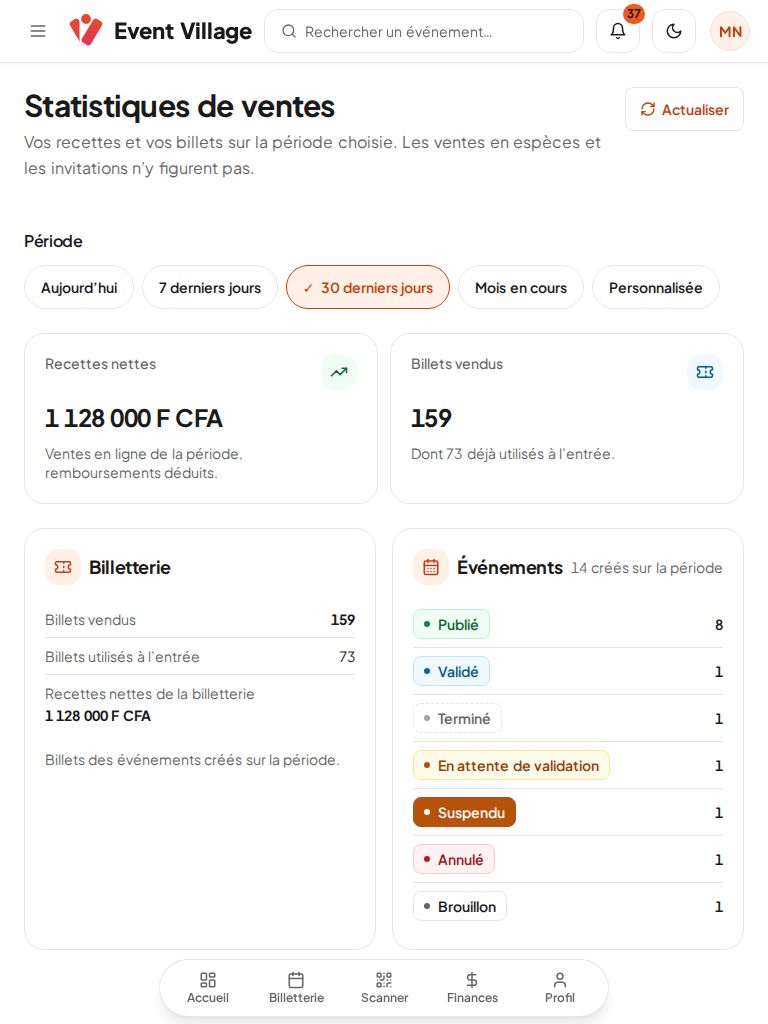 Event Village
Rechercher un événement…
37
MN
Statistiques de ventes
Actualiser
Vos recettes et vos billets sur la période choisie. Les ventes en espèces et
les invitations n’y figurent pas.
Période
Aujourd’hui
7 derniers jours
✓ 30 derniers jours
Mois en cours
Personnalisée
Recettes nettes
1 128 000 F CFA
Ventes en ligne de la période,
remboursements déduits.
Billets vendus
159
Dont 73 déjà utilisés à l’entrée.
Billetterie
Billets vendus 159
Billets utilisés à l’entrée 73
Recettes nettes de la billetterie
1 128 000 F CFA
Billets des événements créés sur la période.
Événements 14 créés sur la période
Publié 8
Validé 1
Terminé 1
En attente de validation 1
Suspendu 1
Annulé 1
Brouillon 1
Accueil
Billetterie
Scanner
Finances
Profil